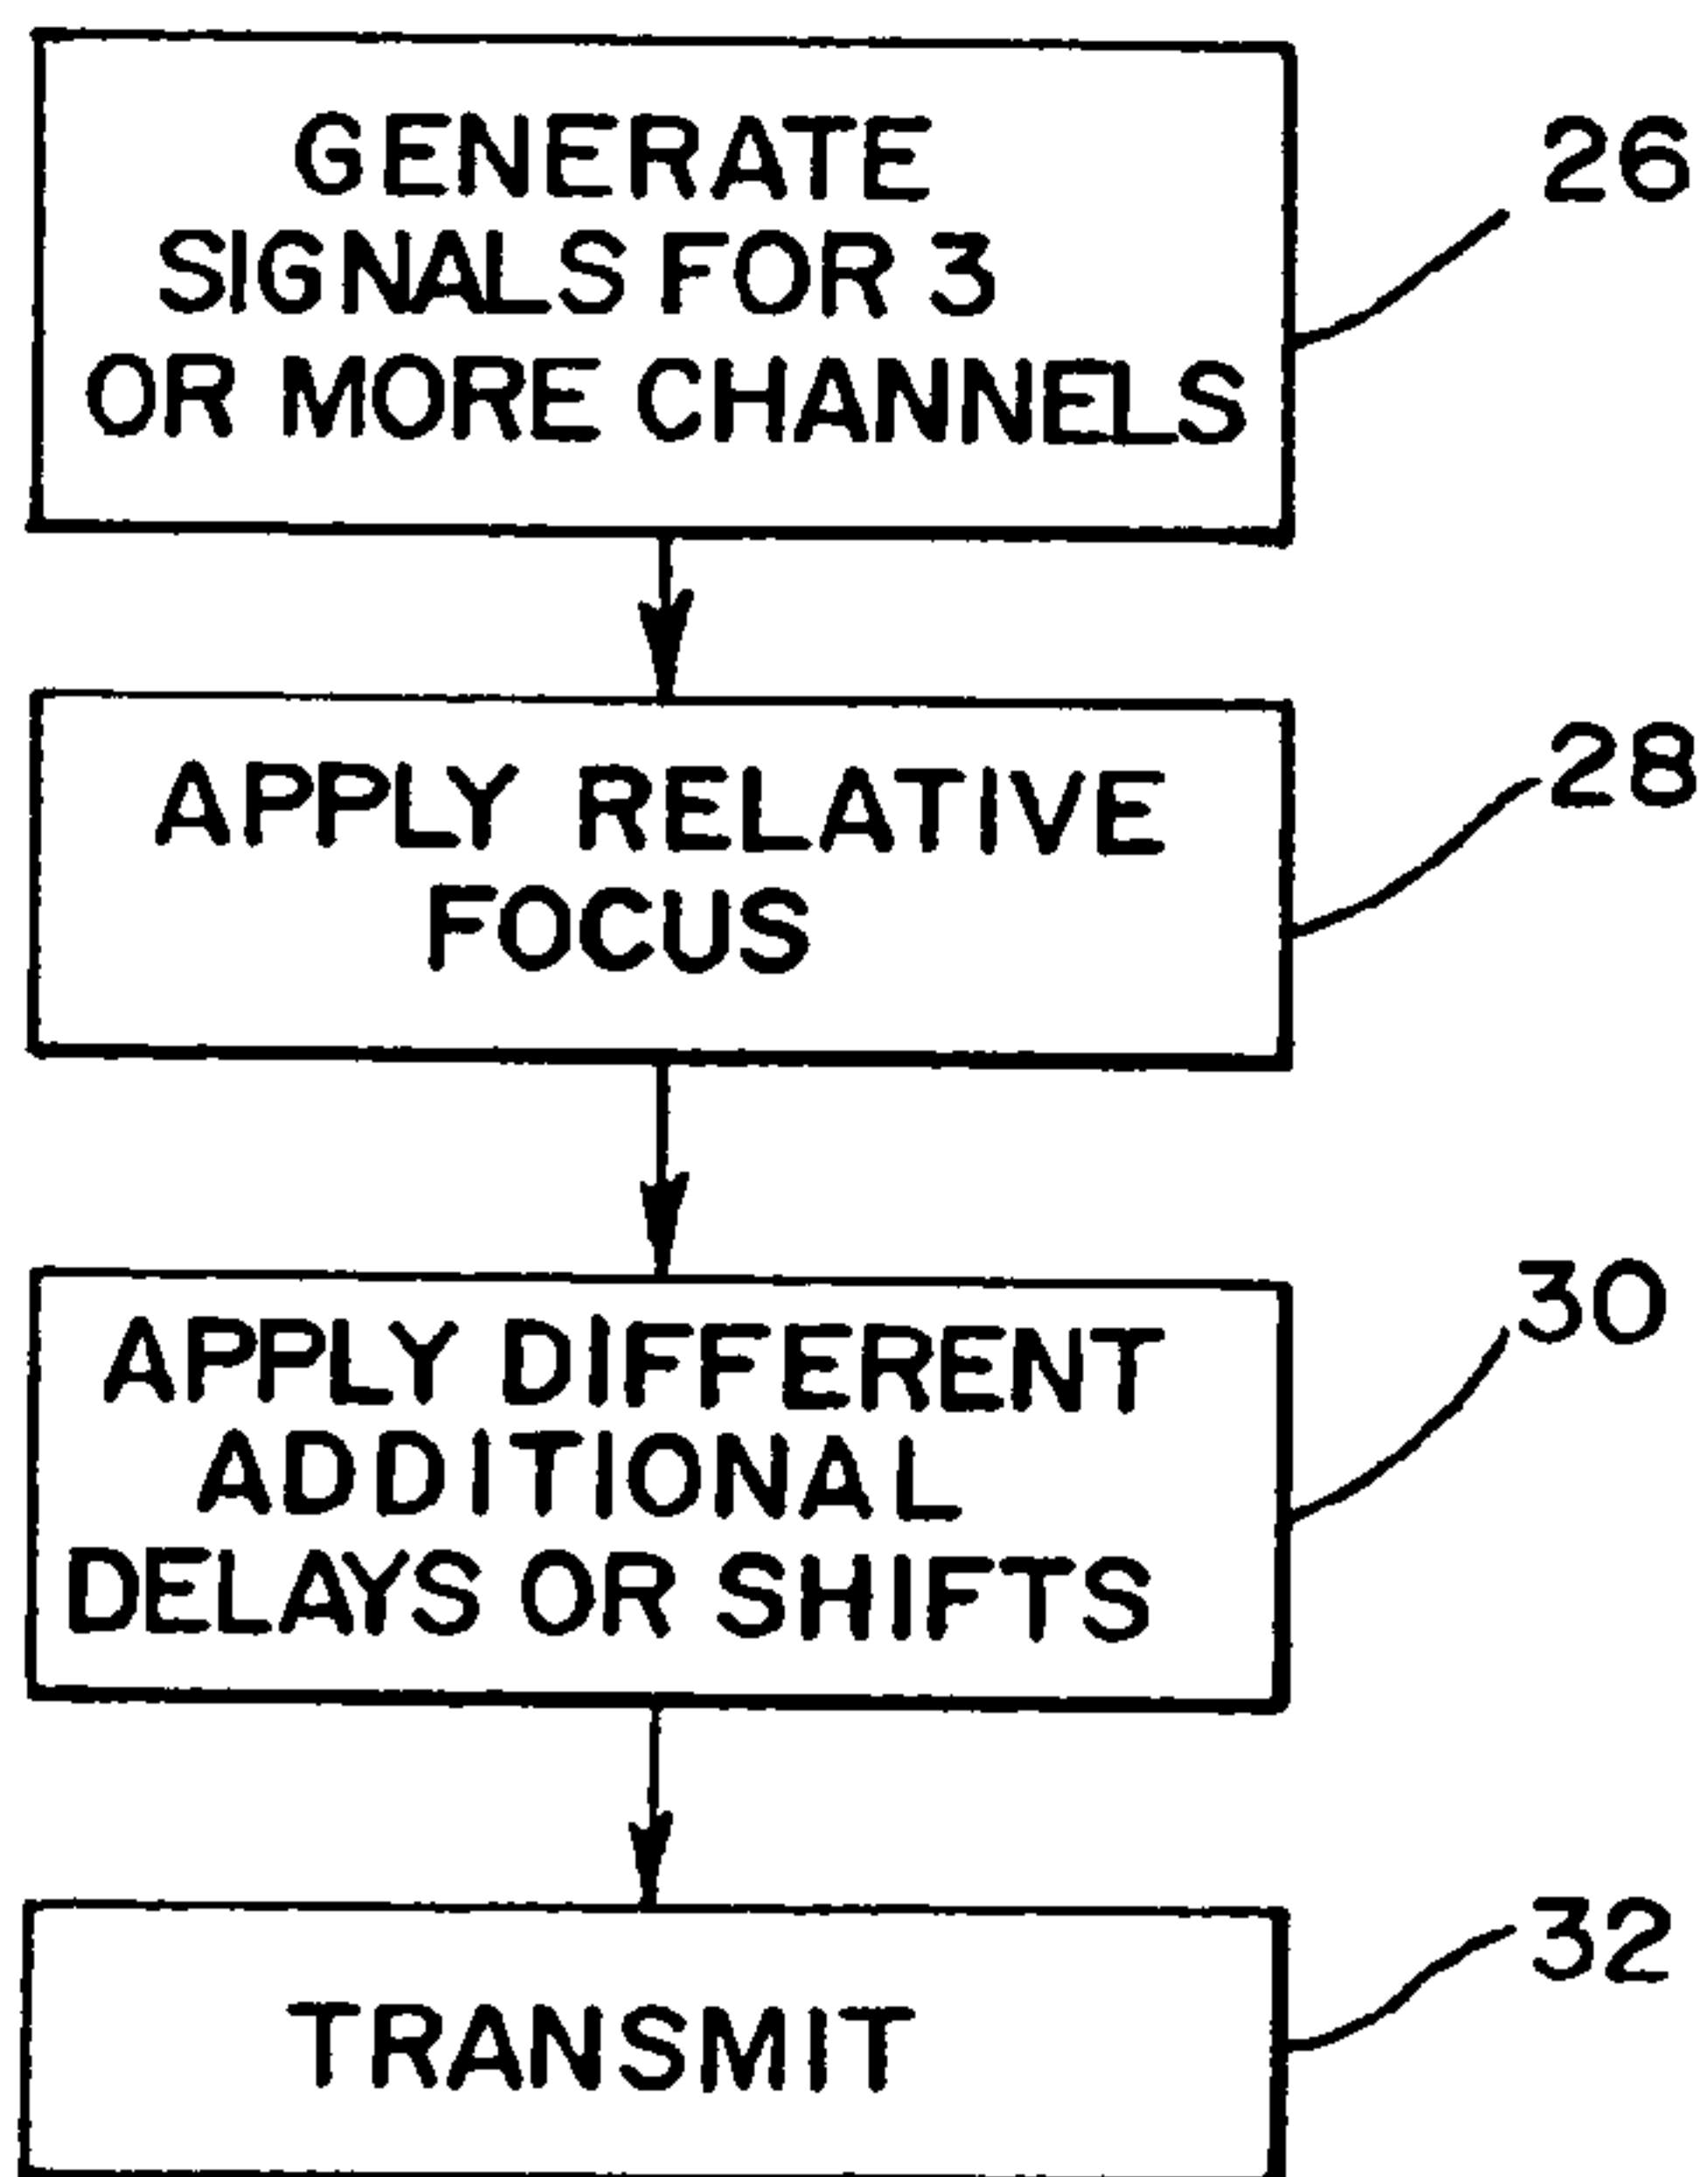 GENERATE
SIGNALS FOR 3
OR MORE CHANNELS
26
APPLY RELATIVE
FOCUS
28
APPLY DIFFERENT
ADDITIONAL
DELAYS OR SHIFTS
30
TRANSMIT
32